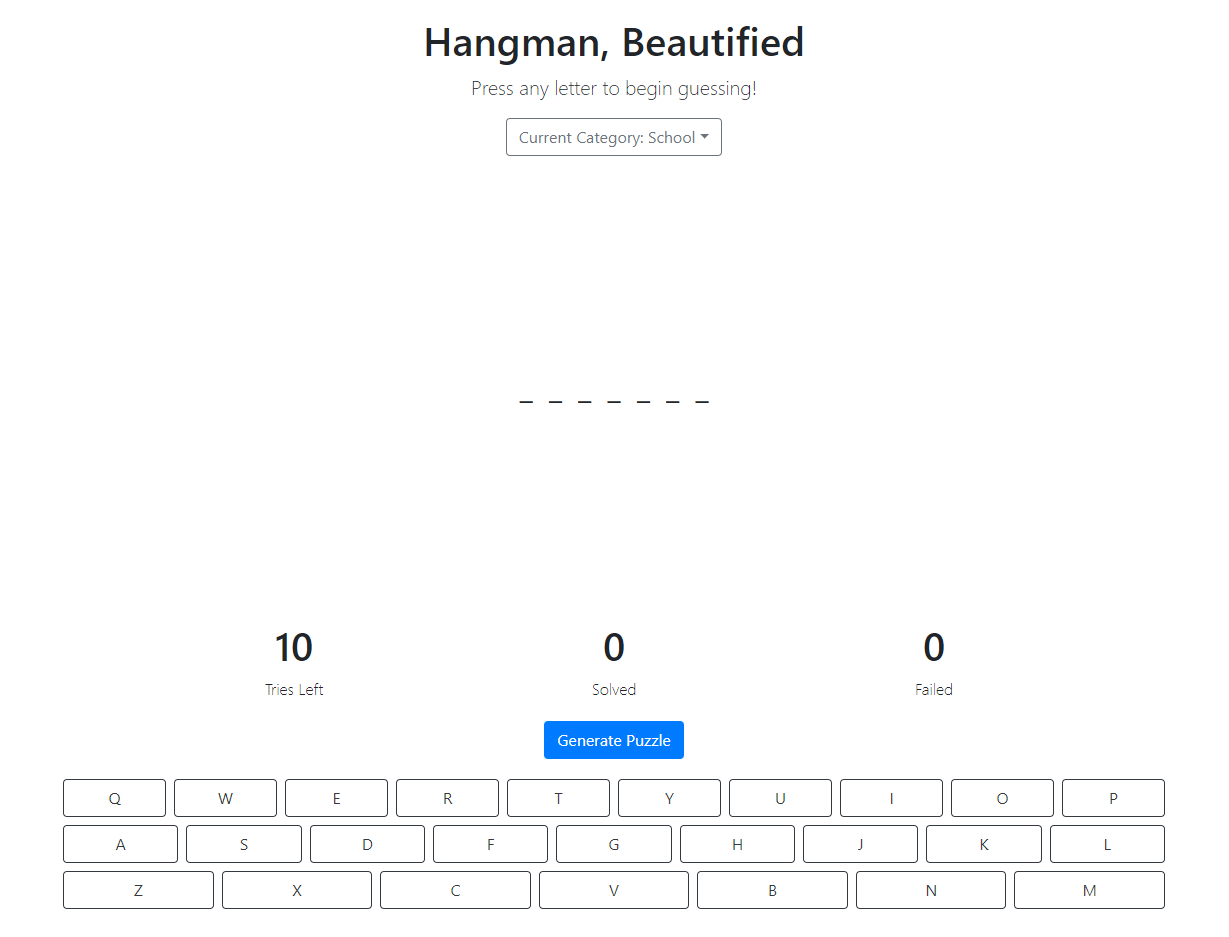 Hangman, Beautified
Press any letter to begin guessing!
Current Category: School
_ _ _ _ _ _ _
10 0 0
Tries Left Solved Failed
Generate Puzzle
Q W E R T Y U I O P
A S D F G H J K L
Z X C V B N M